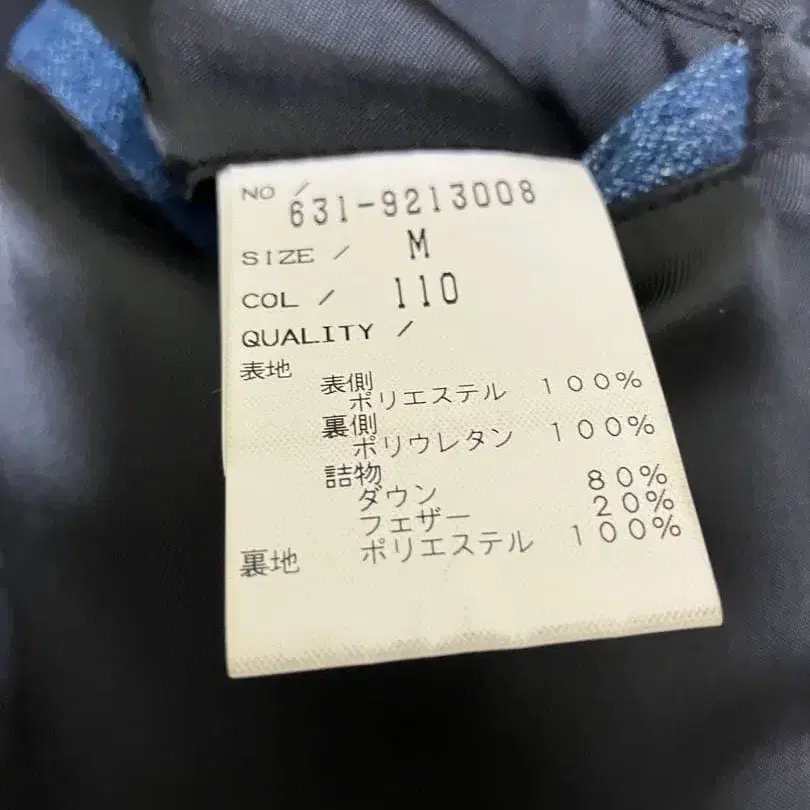 NO / 631-9213008
SIZE / M
COL / 110
QUALITY /
表地
表側
ポリエステル 100%
裏側
ポリウレタン 100%
詰物
ダウン 80%
フェザー 20%
裏地 ポリエステル 100%